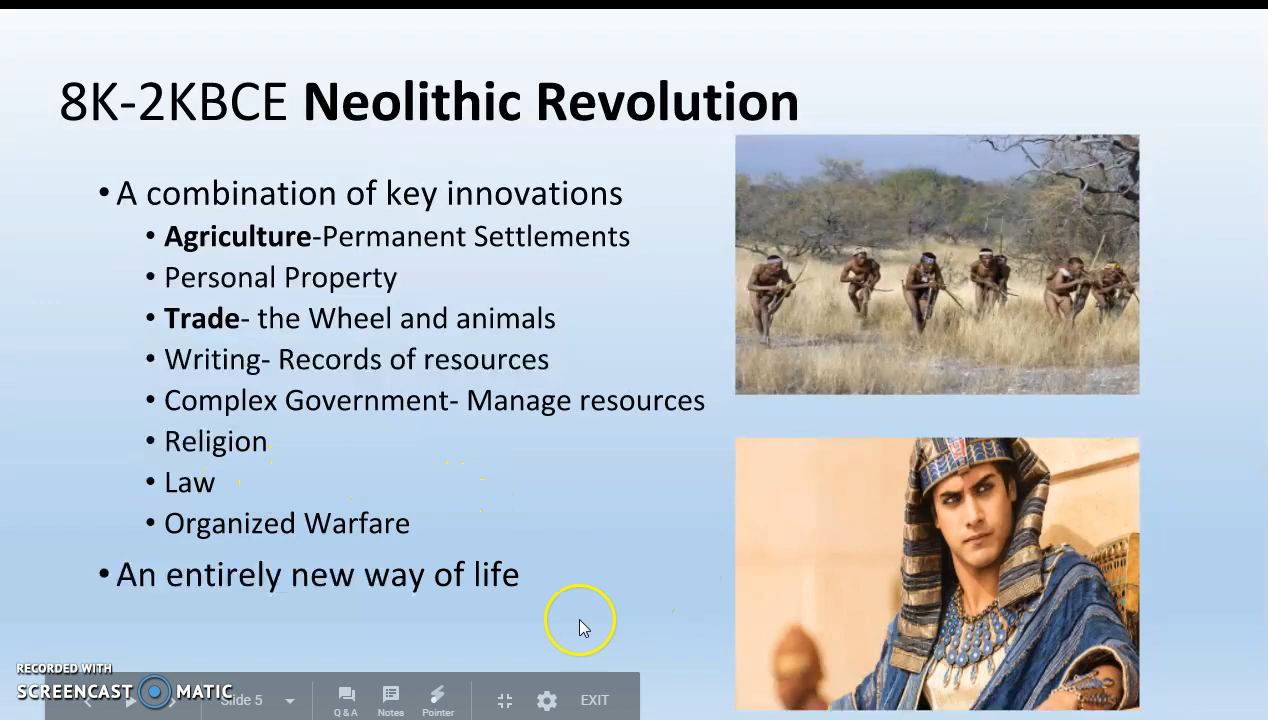 8K-2KBCE Neolithic Revolution
• A combination of key innovations
• Agriculture-Permanent Settlements
• Personal Property
• Trade- the Wheel and animals
• Writing- Records of resources
• Complex Government- Manage resources
• Religion
• Law
• Organized Warfare
• An entirely new way of life
RECORDED WITH
SCREENCAST MATIC
Slide 5
Q & A
Notes
Pointer
EXIT